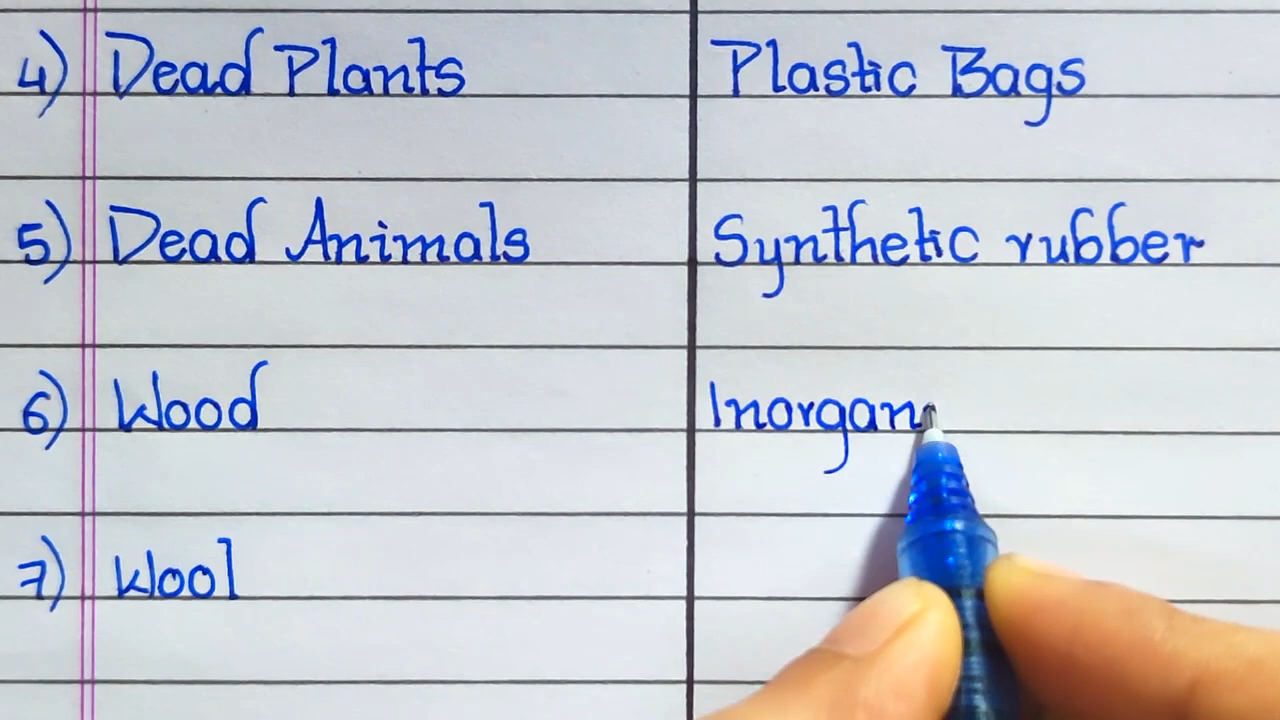 4) Dead Plants Plastic Bags
5) Dead Animals Synthetic rubber
6) Wood Inorgan
7) Wool